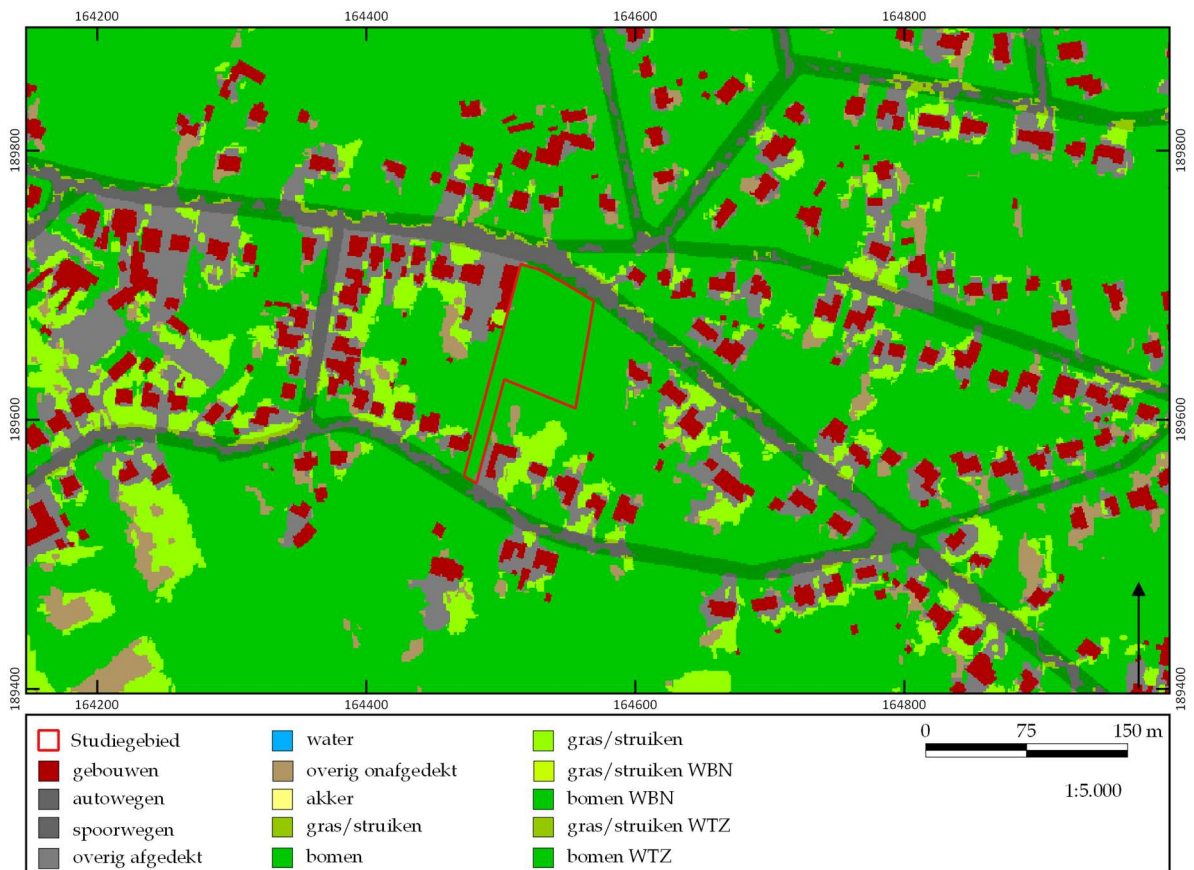 164200 164400 164600 164800
189800 189800
189600 189600
189400 189400
164200 164400 164600 164800
Studiegebied
gebouwen
autowegen
spoorwegen
overig afgedekt
water
overig onafgedekt
akker
gras/struiken
bomen
gras/struiken
gras/struiken WBN
bomen WBN
gras/struiken WTZ
bomen WTZ
0 75 150 m
1:5.000